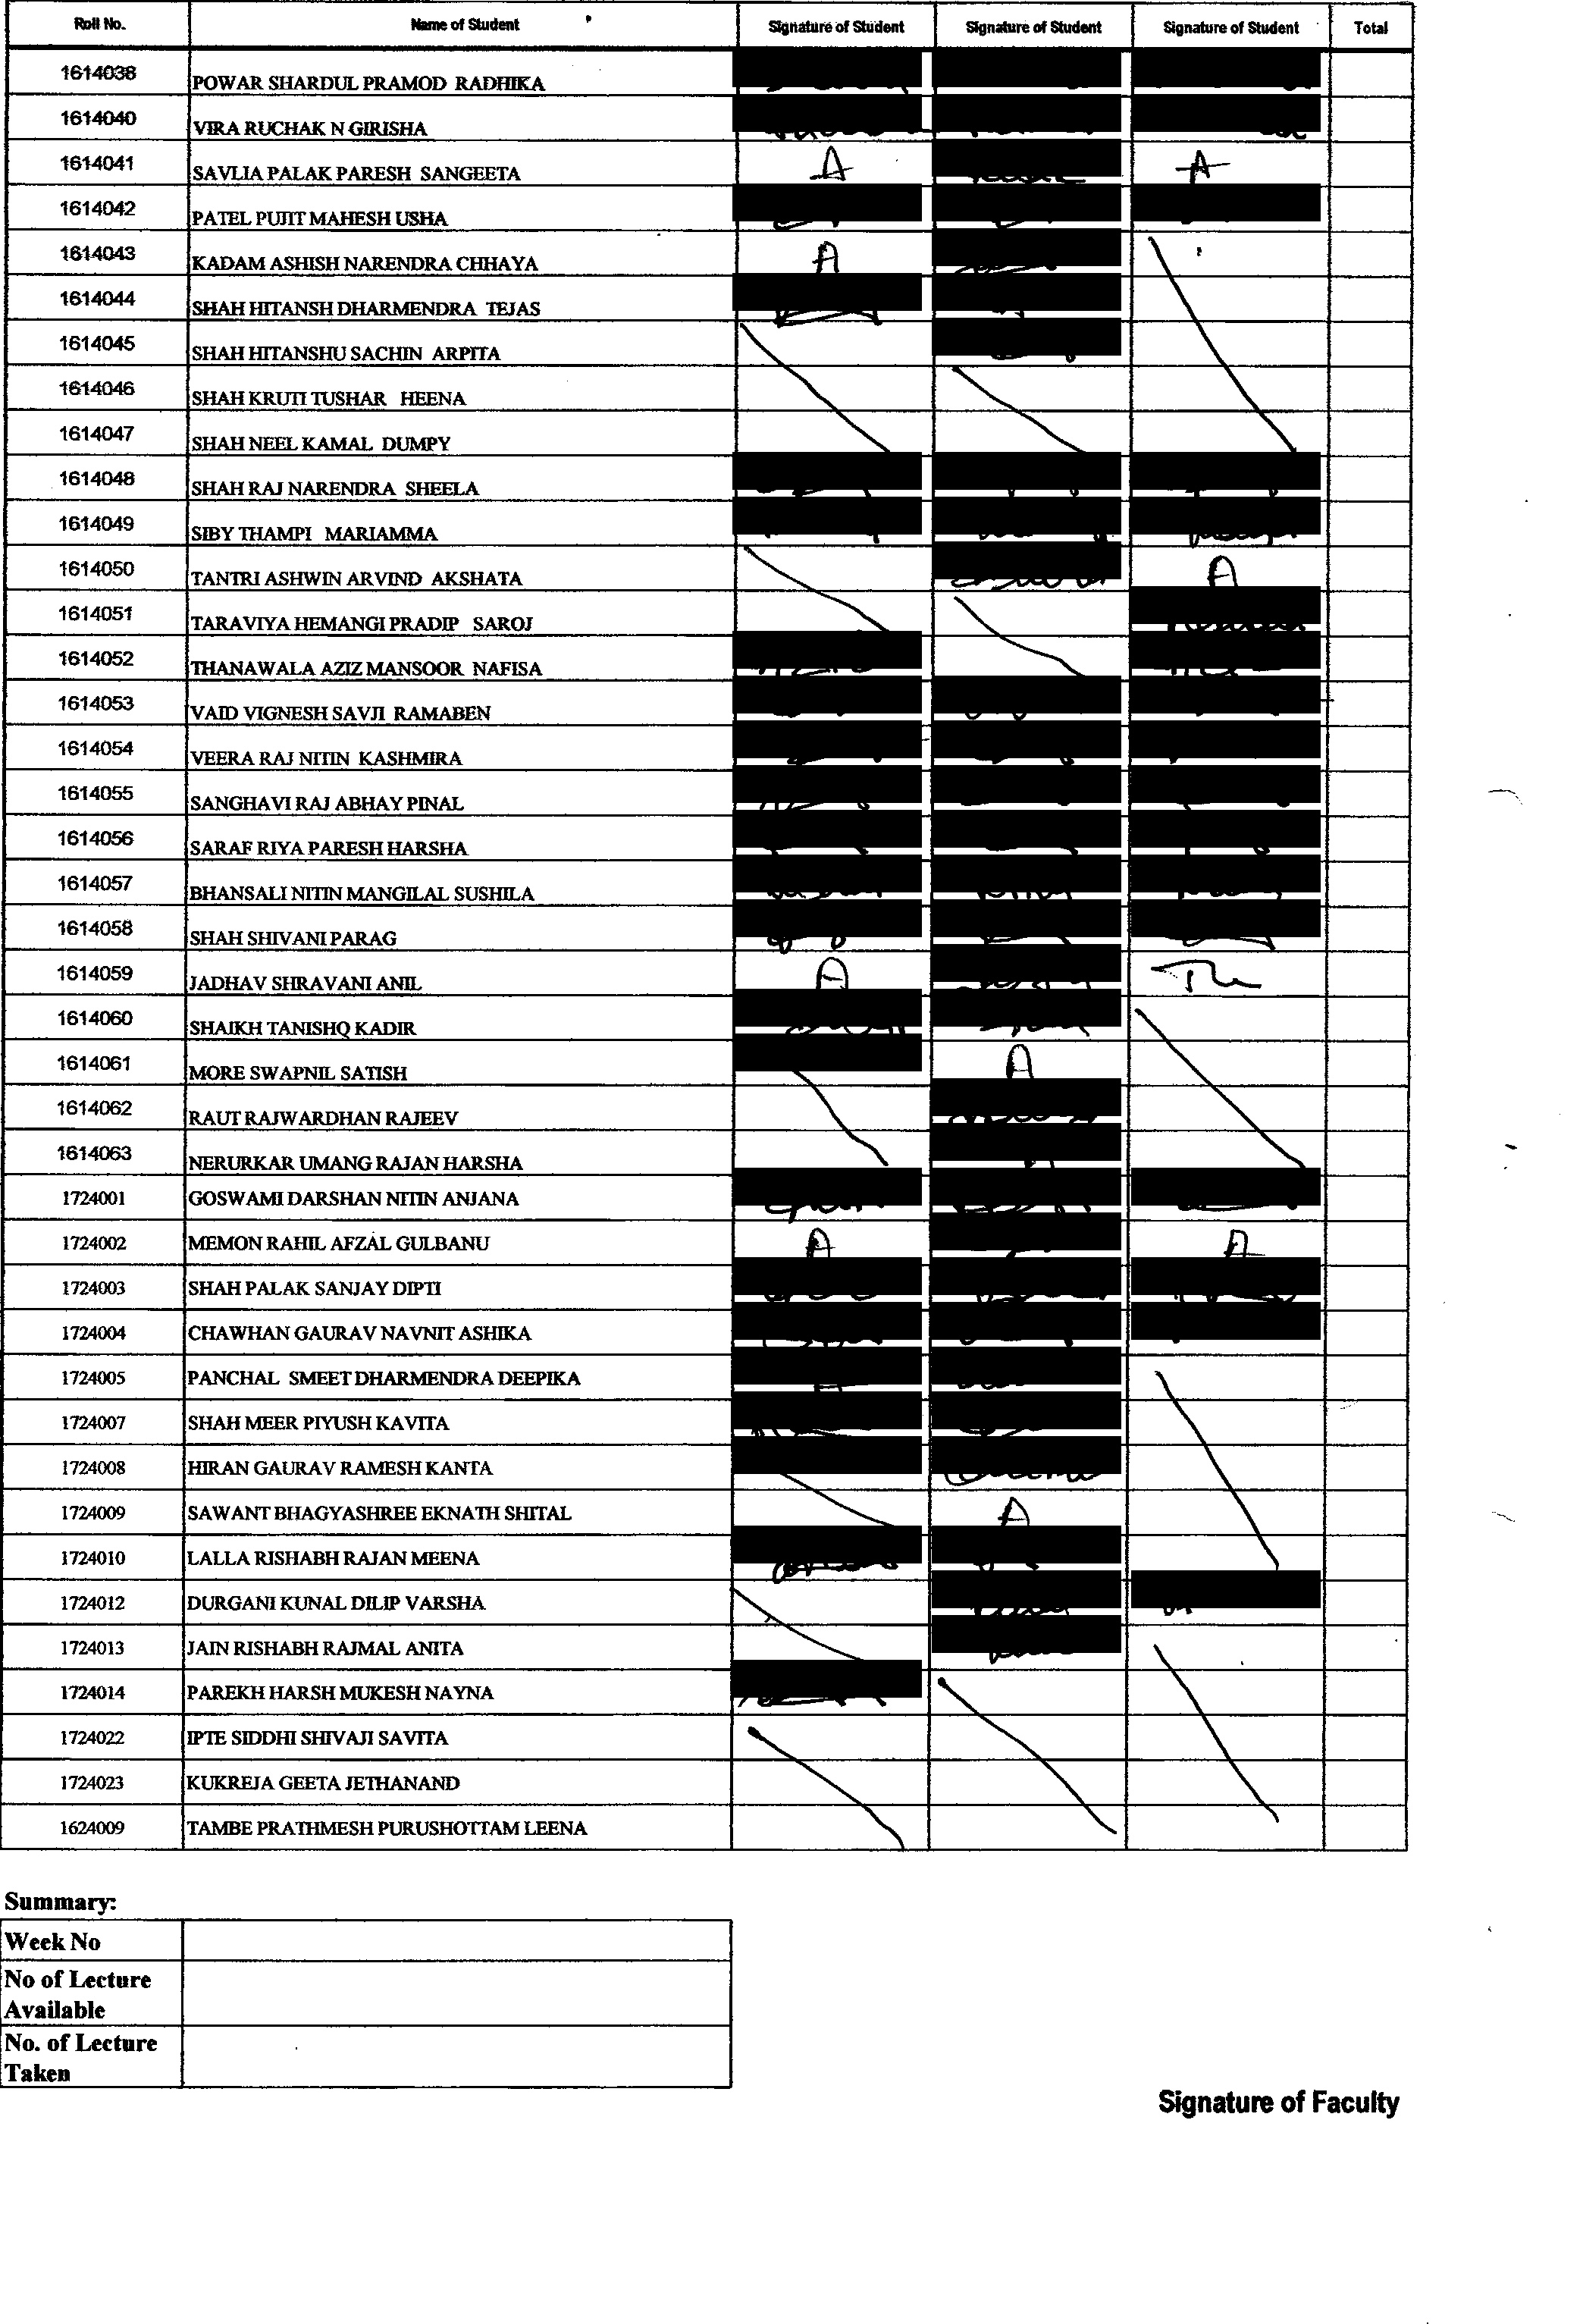 Roll No. Name of Student Signature of Student Signature of Student Signature of Student Total
1614038 POWAR SHARDUL PRAMOD RADHIKA
1614040 VIRA RUCHAK N GIRISHA
1614041 SAVLIA PALAK PARESH SANGEETA A A
1614042 PATEL PUJIT MAHESH USHA
1614043 KADAM ASHISH NARENDRA CHHAYA A
1614044 SHAH HITANSH DHARMENDRA TEJAS
1614045 SHAH HITANSHU SACHIN ARPITA
1614046 SHAH KRUTI TUSHAR HEENA
1614047 SHAH NEEL KAMAL DUMPY
1614048 SHAH RAJ NARENDRA SHEELA
1614049 SIBY THAMPI MARIAMMA
1614050 TANTRI ASHWIN ARVIND AKSHATA A
1614051 TARAVIYA HEMANGI PRADIP SAROJ
1614052 THANAWALA AZIZ MANSOOR NAFISA
1614053 VAID VIGNESH SAVJI RAMABEN
1614054 VEERA RAJ NITIN KASHMIRA
1614055 SANGHAVI RAJ ABHAY PINAL
1614056 SARAF RIYA PARESH HARSHA
1614057 BHANSALI NITIN MANGILAL SUSHILA
1614058 SHAH SHIVANI PARAG
1614059 JADHAV SHRAVANI ANIL A
1614060 SHAIKH TANISHQ KADIR
1614061 MORE SWAPNIL SATISH A
1614062 RAUT RAJWARDHAN RAJEEV
1614063 NERURKAR UMANG RAJAN HARSHA
1724001 GOSWAMI DARSHAN NITIN ANJANA
1724002 MEMON RAHIL AFZAL GULBANU A A
1724003 SHAH PALAK SANJAY DIPTI
1724004 CHAWHAN GAURAV NAVNIT ASHIKA
1724005 PANCHAL SMEET DHARMENDRA DEEPIKA
1724007 SHAH MEER PIYUSH KAVITA
1724008 HIRAN GAURAV RAMESH KANTA
1724009 SAWANT BHAGYASHREE EKNATH SHITAL A
1724010 LALLA RISHABH RAJAN MEENA
1724012 DURGANI KUNAL DILIP VARSHA
1724013 JAIN RISHABH RAJMAL ANITA
1724014 PAREKH HARSH MUKESH NAYNA
1724022 IPTE SIDDHI SHIVAJI SAVITA
1724023 KUKREJA GEETA JETHANAND
1624009 TAMBE PRATHMESH PURUSHOTTAM LEENA
Summary:
Week No
No of Lecture
Available
No. of Lecture
Taken
Signature of Faculty